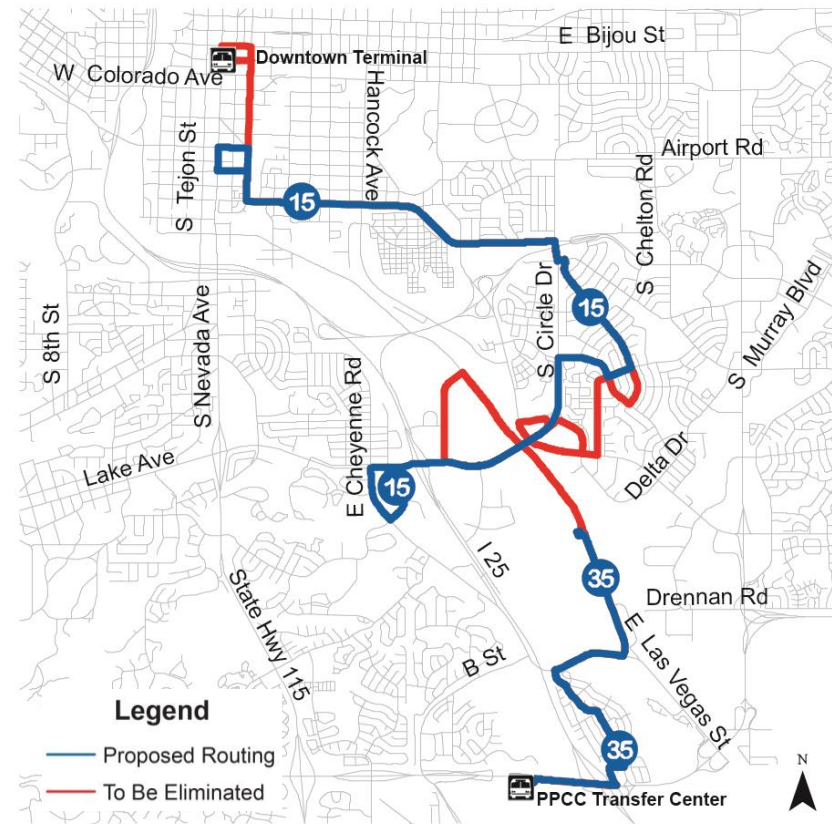 E Bijou St
Downtown Terminal
W Colorado Ave
Hancock Ave
Airport Rd
S Tejon St
S Chelton Rd
15
15
S Circle Dr
S Murray Blvd
S 8th St
S Nevada Ave
E Cheyenne Rd
Lake Ave
Delta Dr
15
I 25
35
Drennan Rd
State Hwy 115
B St
E Las Vegas St
35
Legend
Proposed Routing
To Be Eliminated
PPCC Transfer Center
N